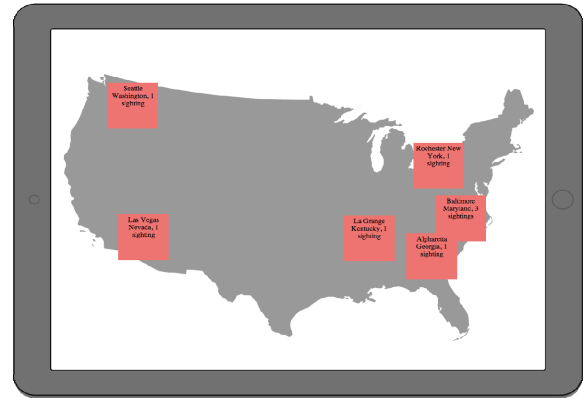 Seattle
Washington, 1
sighting
Rochester New
York, 1
sighting
Baltimore
Maryland, 3
sightings
Las Vegas
Nevada, 1
sighting
La Grange
Kentucky, 1
sighting
Alpharetta
Georgia, 1
sighting